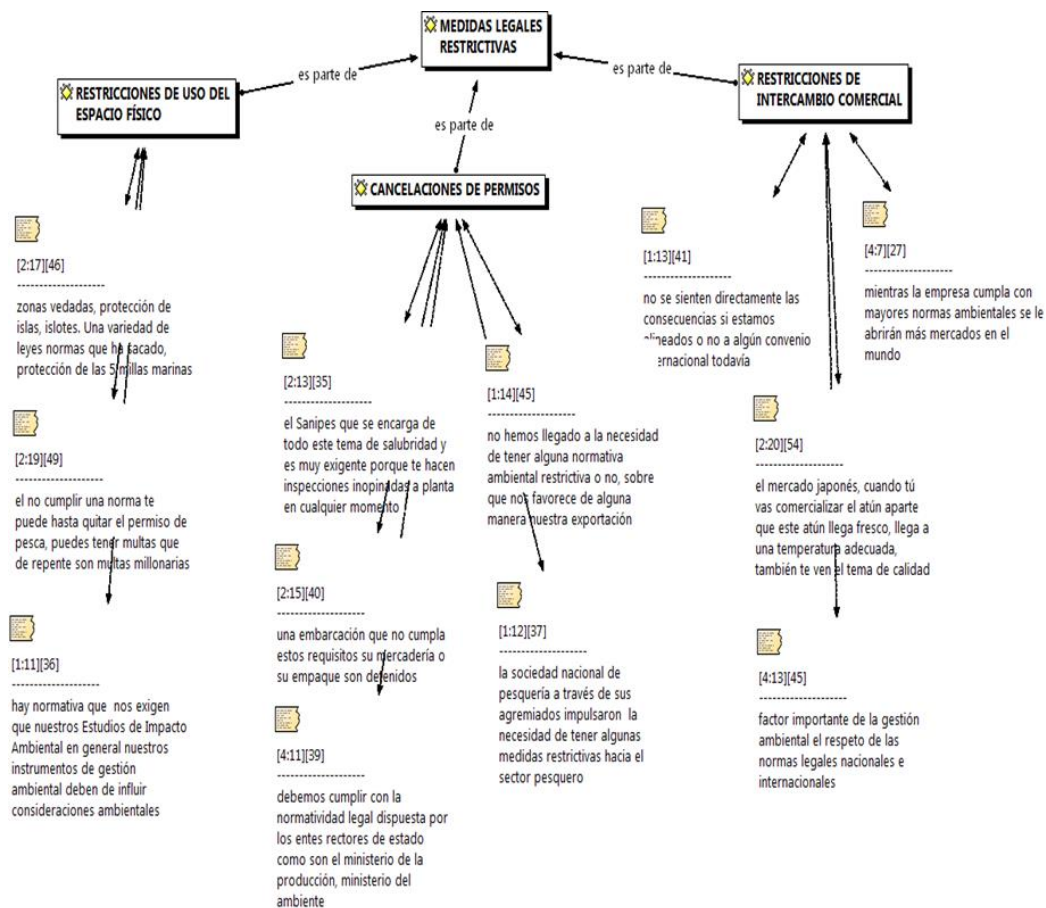 MEDIDAS LEGALES
RESTRICTIVAS
es parte de
es parte de
es parte de
RESTRICCIONES DE USO DEL
ESPACIO FÍSICO
CANCELACIONES DE PERMISOS
RESTRICCIONES DE
INTERCAMBIO COMERCIAL
[2:17][46]
--------------------
zonas vedadas, protección de
islas, islotes. Una variedad de
leyes normas que ha sacado,
protección de las 5 millas marinas
[2:19][49]
--------------------
el no cumplir una norma te
puede hasta quitar el permiso de
pesca, puedes tener multas que
de repente son multas millonarias
[1:11][36]
--------------------
hay normativa que nos exigen
que nuestros Estudios de Impacto
Ambiental en general nuestros
instrumentos de gestión
ambiental deben de influir
consideraciones ambientales
[2:13][35]
--------------------
el Sanipes que se encarga de
todo este tema de salubridad y
es muy exigente porque te hacen
inspecciones inopinadas a planta
en cualquier momento
[2:15][40]
--------------------
una embarcación que no cumpla
estos requisitos su mercadería o
su empaque son detenidos
[4:11][39]
--------------------
debemos cumplir con la
normatividad legal dispuesta por
los entes rectores de estado
como son el ministerio de la
producción, ministerio del
ambiente
[1:14][45]
--------------------
no hemos llegado a la necesidad
de tener alguna normativa
ambiental restrictiva o no, sobre
que nos favorece de alguna
manera nuestra exportación
[1:12][37]
--------------------
la sociedad nacional de
pesquería a través de sus
agremiados impulsaron la
necesidad de tener algunas
medidas restrictivas hacia el
sector pesquero
[1:13][41]
--------------------
no se sienten directamente las
consecuencias si estamos
alineados o no a algún convenio
ernacional todavía
[4:7][27]
--------------------
mientras la empresa cumpla con
mayores normas ambientales se le
abrirán más mercados en el
mundo
[2:20][54]
--------------------
el mercado japonés, cuando tú
vas comercializar el atún aparte
que este atún llega fresco, llega a
una temperatura adecuada,
también te ven el tema de calidad
[4:13][45]
--------------------
factor importante de la gestión
ambiental el respeto de las
normas legales nacionales e
internacionales